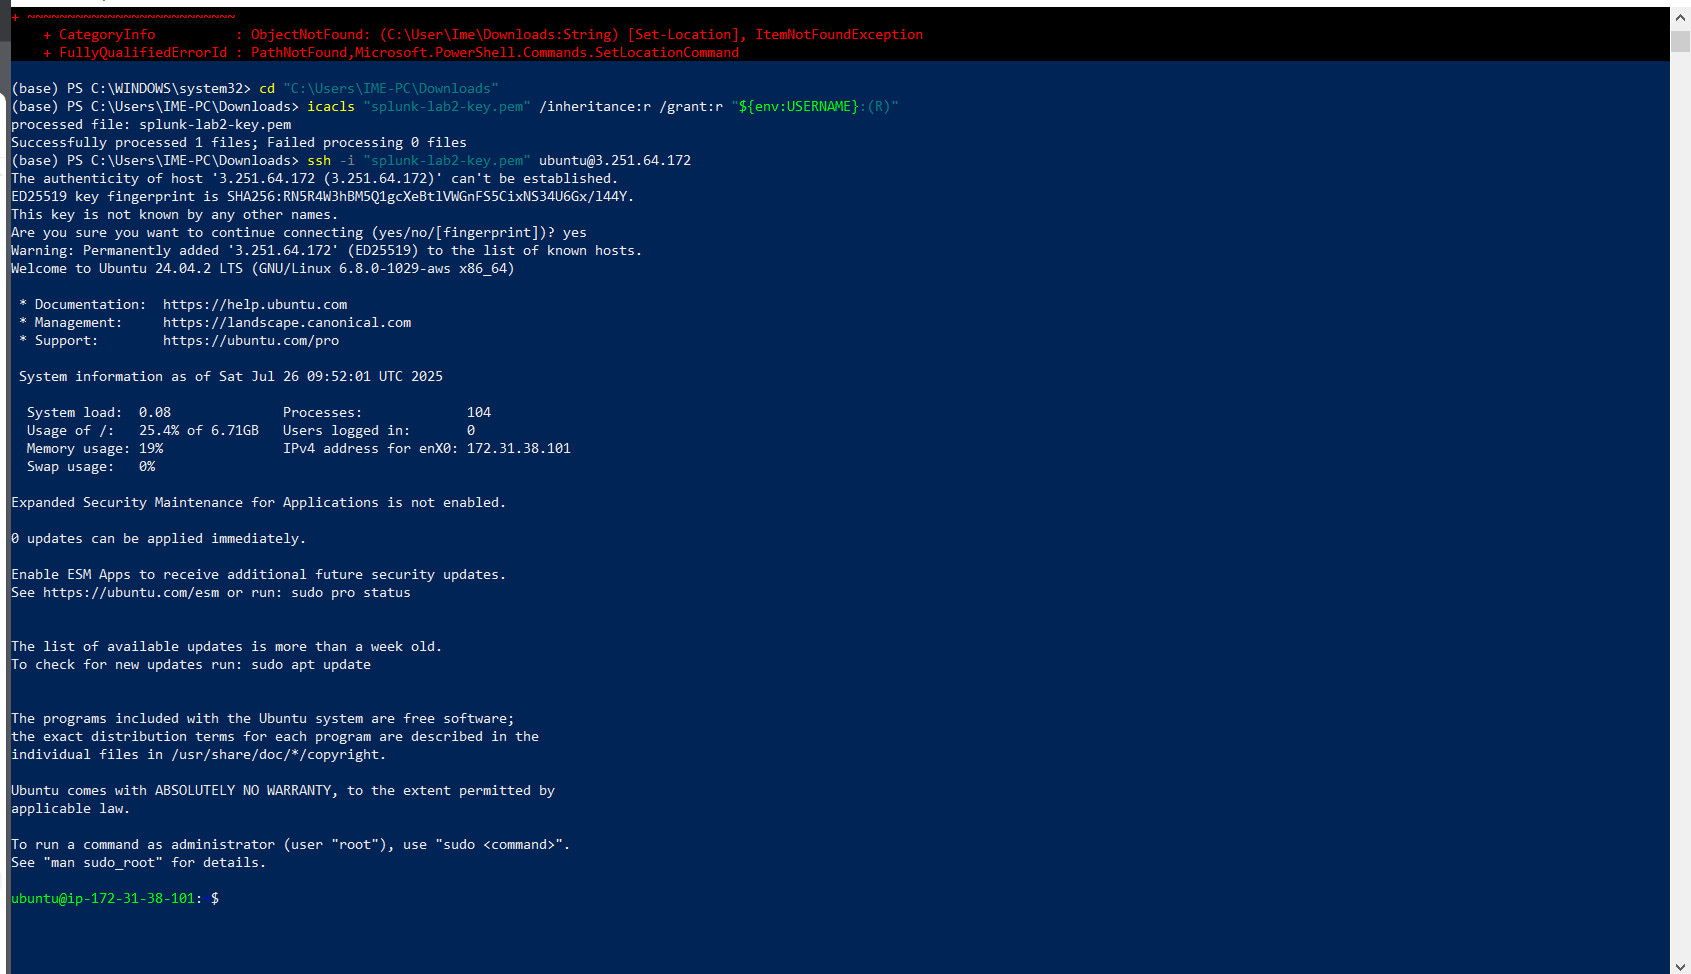 + ~~~~~~~~~~~~~~~~~~~~~~~~~~
+ CategoryInfo          : ObjectNotFound: (C:\User\Ime\Downloads:String) [Set-Location], ItemNotFoundException
+ FullyQualifiedErrorId : PathNotFound,Microsoft.PowerShell.Commands.SetLocationCommand
(base) PS C:\WINDOWS\system32> cd "C:\Users\IME-PC\Downloads"
(base) PS C:\Users\IME-PC\Downloads> icacls "splunk-lab2-key.pem" /inheritance:r /grant:r "${env:USERNAME}:(R)"
processed file: splunk-lab2-key.pem
Successfully processed 1 files; Failed processing 0 files
(base) PS C:\Users\IME-PC\Downloads> ssh -i "splunk-lab2-key.pem" ubuntu@3.251.64.172
The authenticity of host '3.251.64.172 (3.251.64.172)' can't be established.
ED25519 key fingerprint is SHA256:RN5R4W3hBM5Q1gcXeBtlVWGnFS5CixNS34U6Gx/l44Y.
This key is not known by any other names.
Are you sure you want to continue connecting (yes/no/[fingerprint])? yes
Warning: Permanently added '3.251.64.172' (ED25519) to the list of known hosts.
Welcome to Ubuntu 24.04.2 LTS (GNU/Linux 6.8.0-1029-aws x86_64)
* Documentation:  https://help.ubuntu.com
* Management:     https://landscape.canonical.com
* Support:        https://ubuntu.com/pro
System information as of Sat Jul 26 09:52:01 UTC 2025
System load:  0.08              Processes:             104
Usage of /:   25.4% of 6.71GB   Users logged in:       0
Memory usage: 19%               IPv4 address for enX0: 172.31.38.101
Swap usage:   0%
Expanded Security Maintenance for Applications is not enabled.
0 updates can be applied immediately.
Enable ESM Apps to receive additional future security updates.
See https://ubuntu.com/esm or run: sudo pro status
The list of available updates is more than a week old.
To check for new updates run: sudo apt update
The programs included with the Ubuntu system are free software;
the exact distribution terms for each program are described in the
individual files in /usr/share/doc/*/copyright.
Ubuntu comes with ABSOLUTELY NO WARRANTY, to the extent permitted by
applicable law.
To run a command as administrator (user "root"), use "sudo <command>".
See "man sudo_root" for details.
ubuntu@ip-172-31-38-101: $